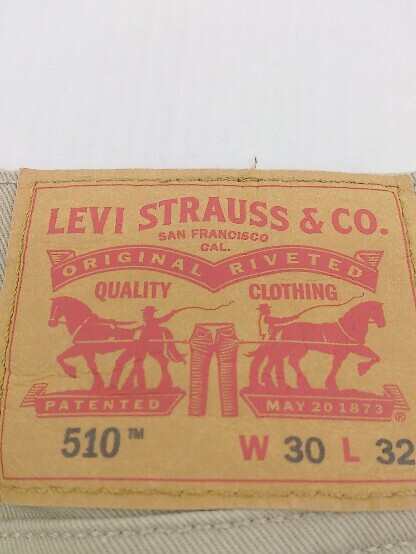 LEVI STRAUSS & CO.
SAN FRANCISCO
CAL.
ORIGINAL RIVETED
QUALITY CLOTHING
PATENTED MAY 20 1873 ®
510™ W 30 L 32